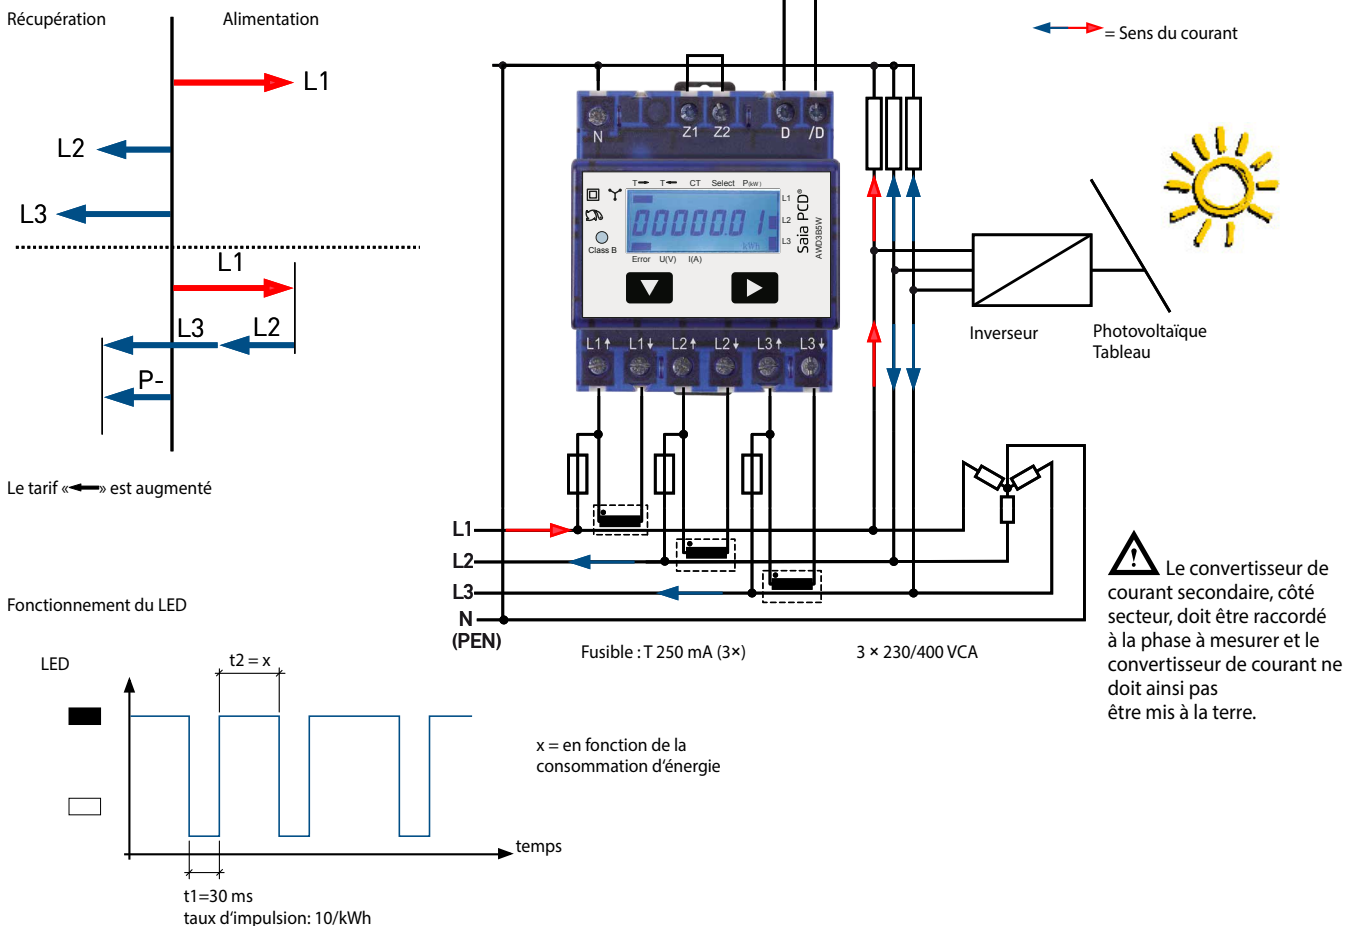 Récupération
Alimentation
= Sens du courant
L1
L2
L3
L1
L3
L2
P-
N
Z1
Z2
D
/D
T
T
CT
Select
P(kW)
L1
L2
L3
000000.01
kWh
Class B
Error
U(V)
I(A)
Saia PCD®
AWD3B5W
L1
L1
L2
L2
L3
L3
Inverseur
Photovoltaïque
Tableau
Le tarif «⟵» est augmenté
L1
L2
L3
N
(PEN)
Fusible : T 250 mA (3×)
3 × 230/400 VCA
Le convertisseur de
courant secondaire, côté
secteur, doit être raccordé
à la phase à mesurer et le
convertisseur de courant ne
doit ainsi pas
être mis à la terre.
Fonctionnement du LED
LED
t2 = x
x = en fonction de la
consommation d‘énergie
temps
t1=30 ms
taux d‘impulsion: 10/kWh